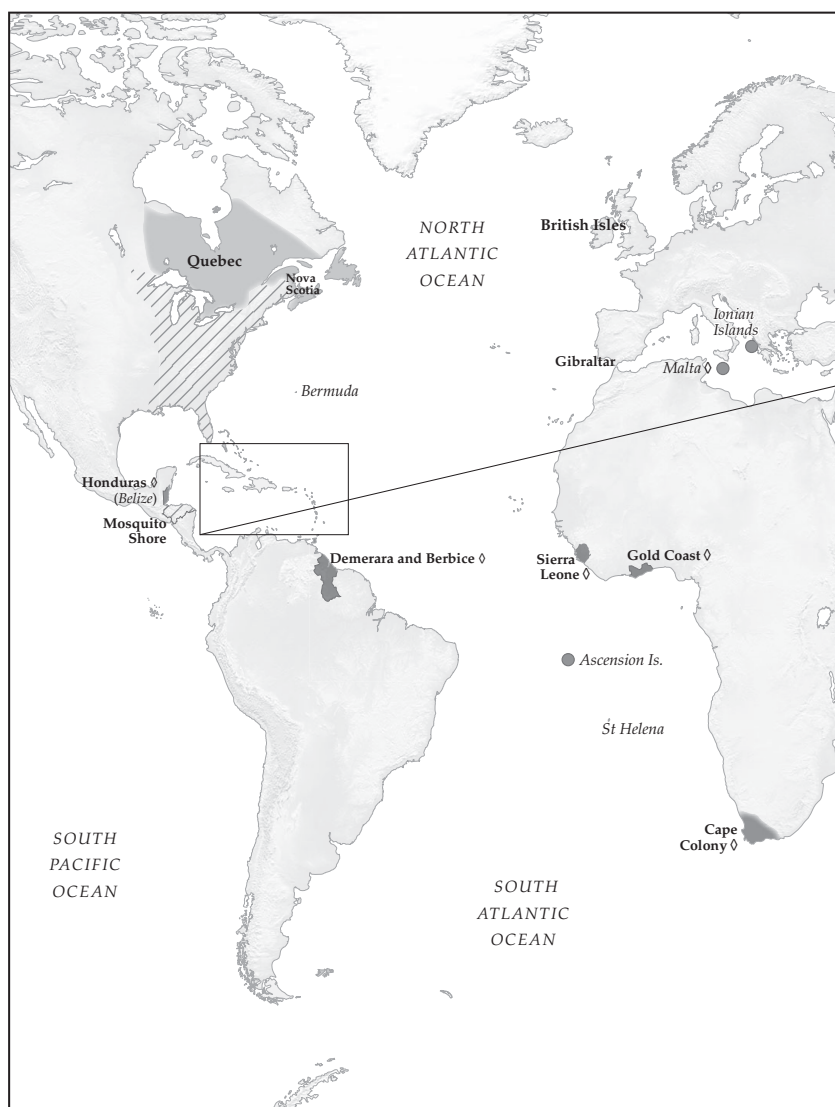 NORTH
ATLANTIC
OCEAN
British Isles
Quebec
Nova
Scotia
Ionian
Islands
Gibraltar
Malta ◊
Bermuda
Honduras ◊
(Belize)
Mosquito
Shore
Demerara and Berbice ◊
Sierra
Leone ◊
Gold Coast ◊
Ascension Is.
St Helena
Cape
Colony ◊
SOUTH
PACIFIC
OCEAN
SOUTH
ATLANTIC
OCEAN